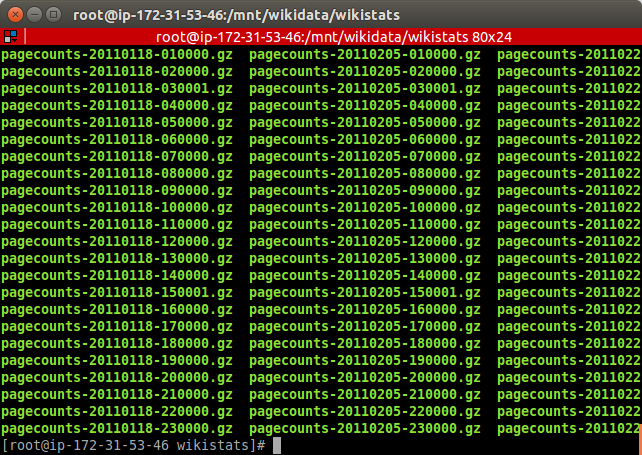 root@ip-172-31-53-46:/mnt/wikidata/wikistats
root@ip-172-31-53-46:/mnt/wikidata/wikistats 80x24
pagecounts-20110118-010000.gz pagecounts-20110205-010000.gz pagecounts-2011022
pagecounts-20110118-020000.gz pagecounts-20110205-020000.gz pagecounts-2011022
pagecounts-20110118-030001.gz pagecounts-20110205-030001.gz pagecounts-2011022
pagecounts-20110118-040000.gz pagecounts-20110205-040000.gz pagecounts-2011022
pagecounts-20110118-050000.gz pagecounts-20110205-050000.gz pagecounts-2011022
pagecounts-20110118-060000.gz pagecounts-20110205-060000.gz pagecounts-2011022
pagecounts-20110118-070000.gz pagecounts-20110205-070000.gz pagecounts-2011022
pagecounts-20110118-080000.gz pagecounts-20110205-080000.gz pagecounts-2011022
pagecounts-20110118-090000.gz pagecounts-20110205-090000.gz pagecounts-2011022
pagecounts-20110118-100000.gz pagecounts-20110205-100000.gz pagecounts-2011022
pagecounts-20110118-110000.gz pagecounts-20110205-110000.gz pagecounts-2011022
pagecounts-20110118-120000.gz pagecounts-20110205-120000.gz pagecounts-2011022
pagecounts-20110118-130000.gz pagecounts-20110205-130000.gz pagecounts-2011022
pagecounts-20110118-140000.gz pagecounts-20110205-140000.gz pagecounts-2011022
pagecounts-20110118-150001.gz pagecounts-20110205-150001.gz pagecounts-2011022
pagecounts-20110118-160000.gz pagecounts-20110205-160000.gz pagecounts-2011022
pagecounts-20110118-170000.gz pagecounts-20110205-170000.gz pagecounts-2011022
pagecounts-20110118-180000.gz pagecounts-20110205-180000.gz pagecounts-2011022
pagecounts-20110118-190000.gz pagecounts-20110205-190000.gz pagecounts-2011022
pagecounts-20110118-200000.gz pagecounts-20110205-200000.gz pagecounts-2011022
pagecounts-20110118-210000.gz pagecounts-20110205-210000.gz pagecounts-2011022
pagecounts-20110118-220000.gz pagecounts-20110205-220000.gz pagecounts-2011022
pagecounts-20110118-230000.gz pagecounts-20110205-230000.gz pagecounts-2011022
[root@ip-172-31-53-46 wikistats]#